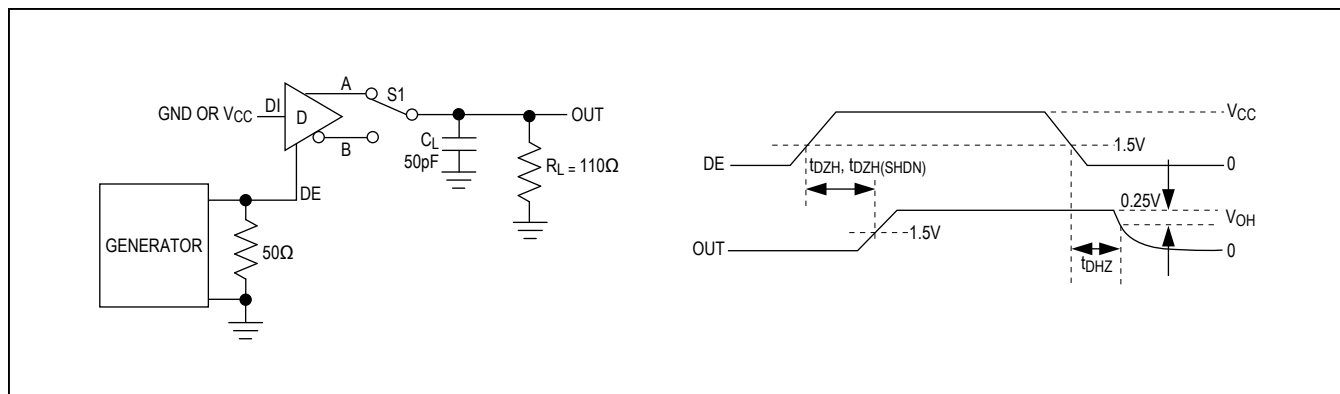 GND OR VCC
DI
D
A
B
S1
OUT
CL
50pF
RL = 110Ω
DE
GENERATOR
50Ω
VCC
1.5V
DE
0
tDZH, tDZH(SHDN)
0.25V
VOH
1.5V
OUT
0
tDHZ